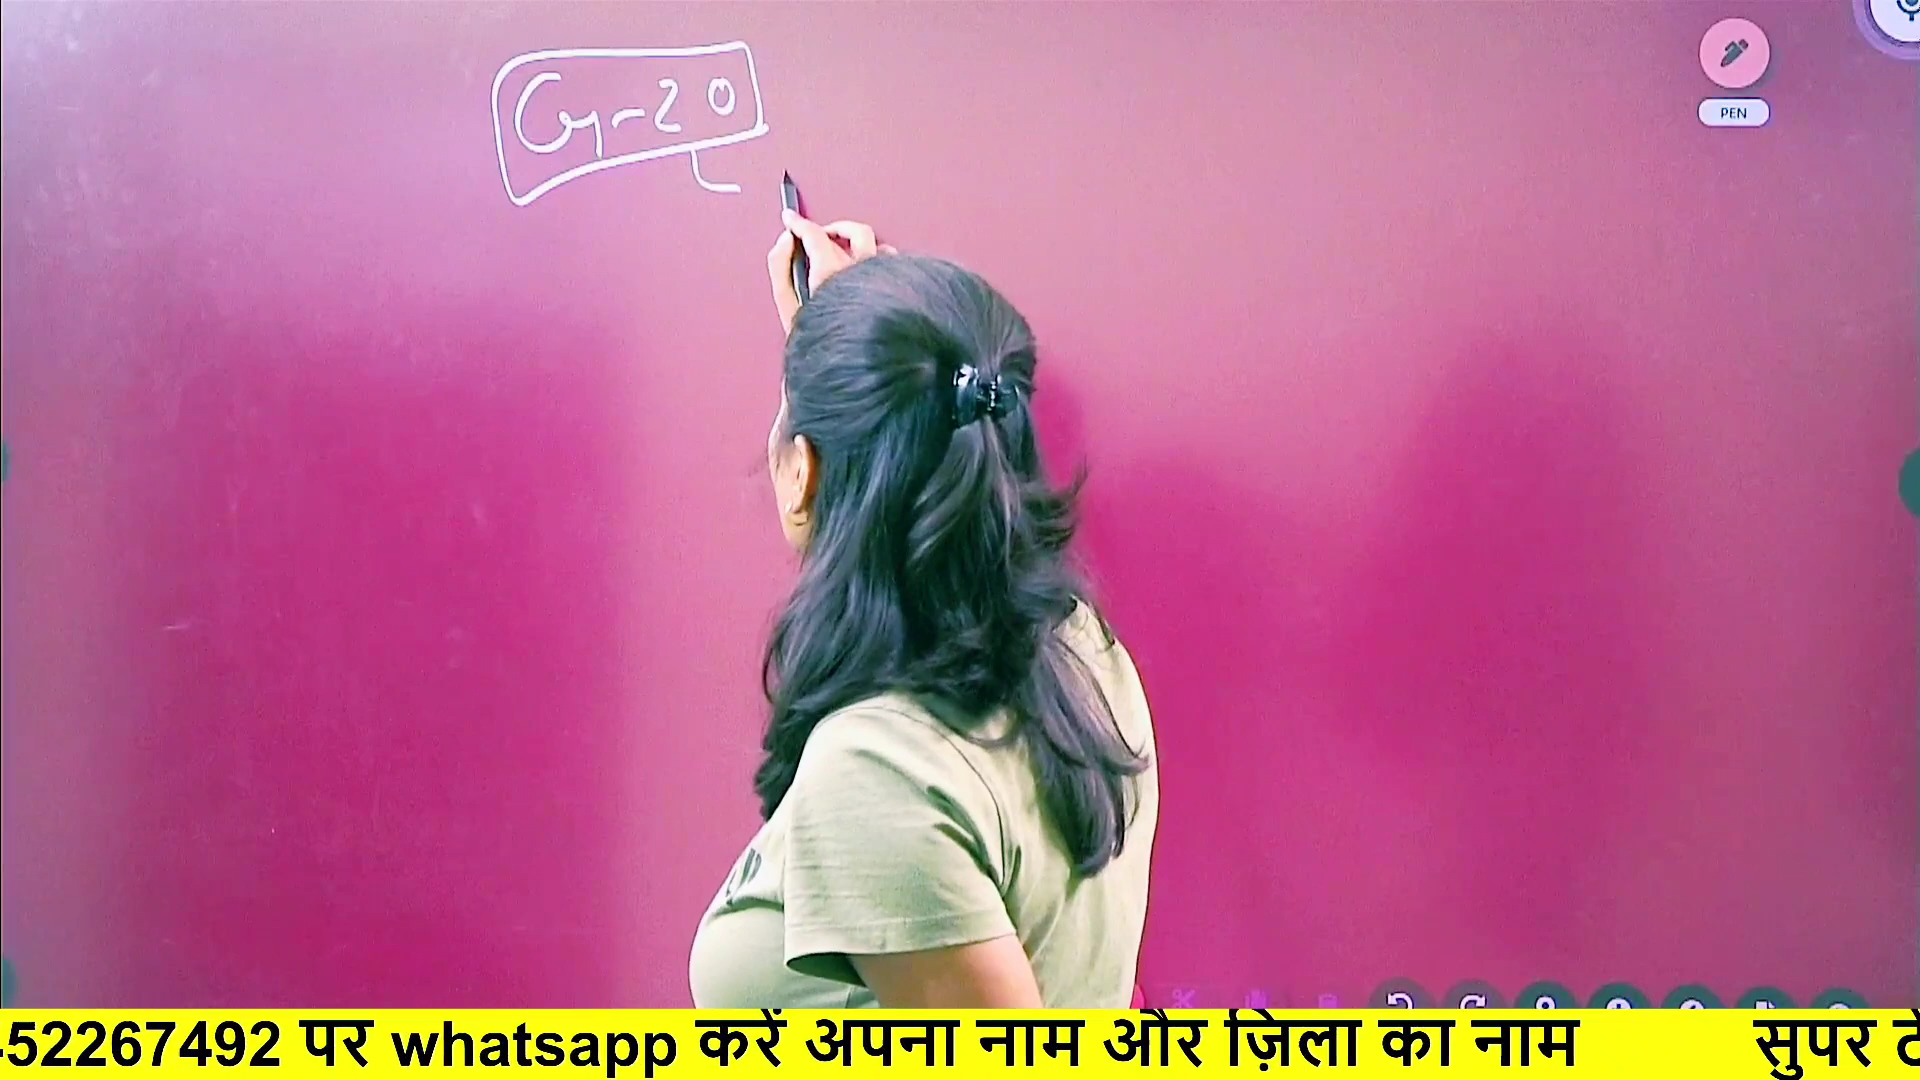 G-20
PEN
52267492 पर whatsapp करें अपना नाम और ज़िला का नाम सुपर